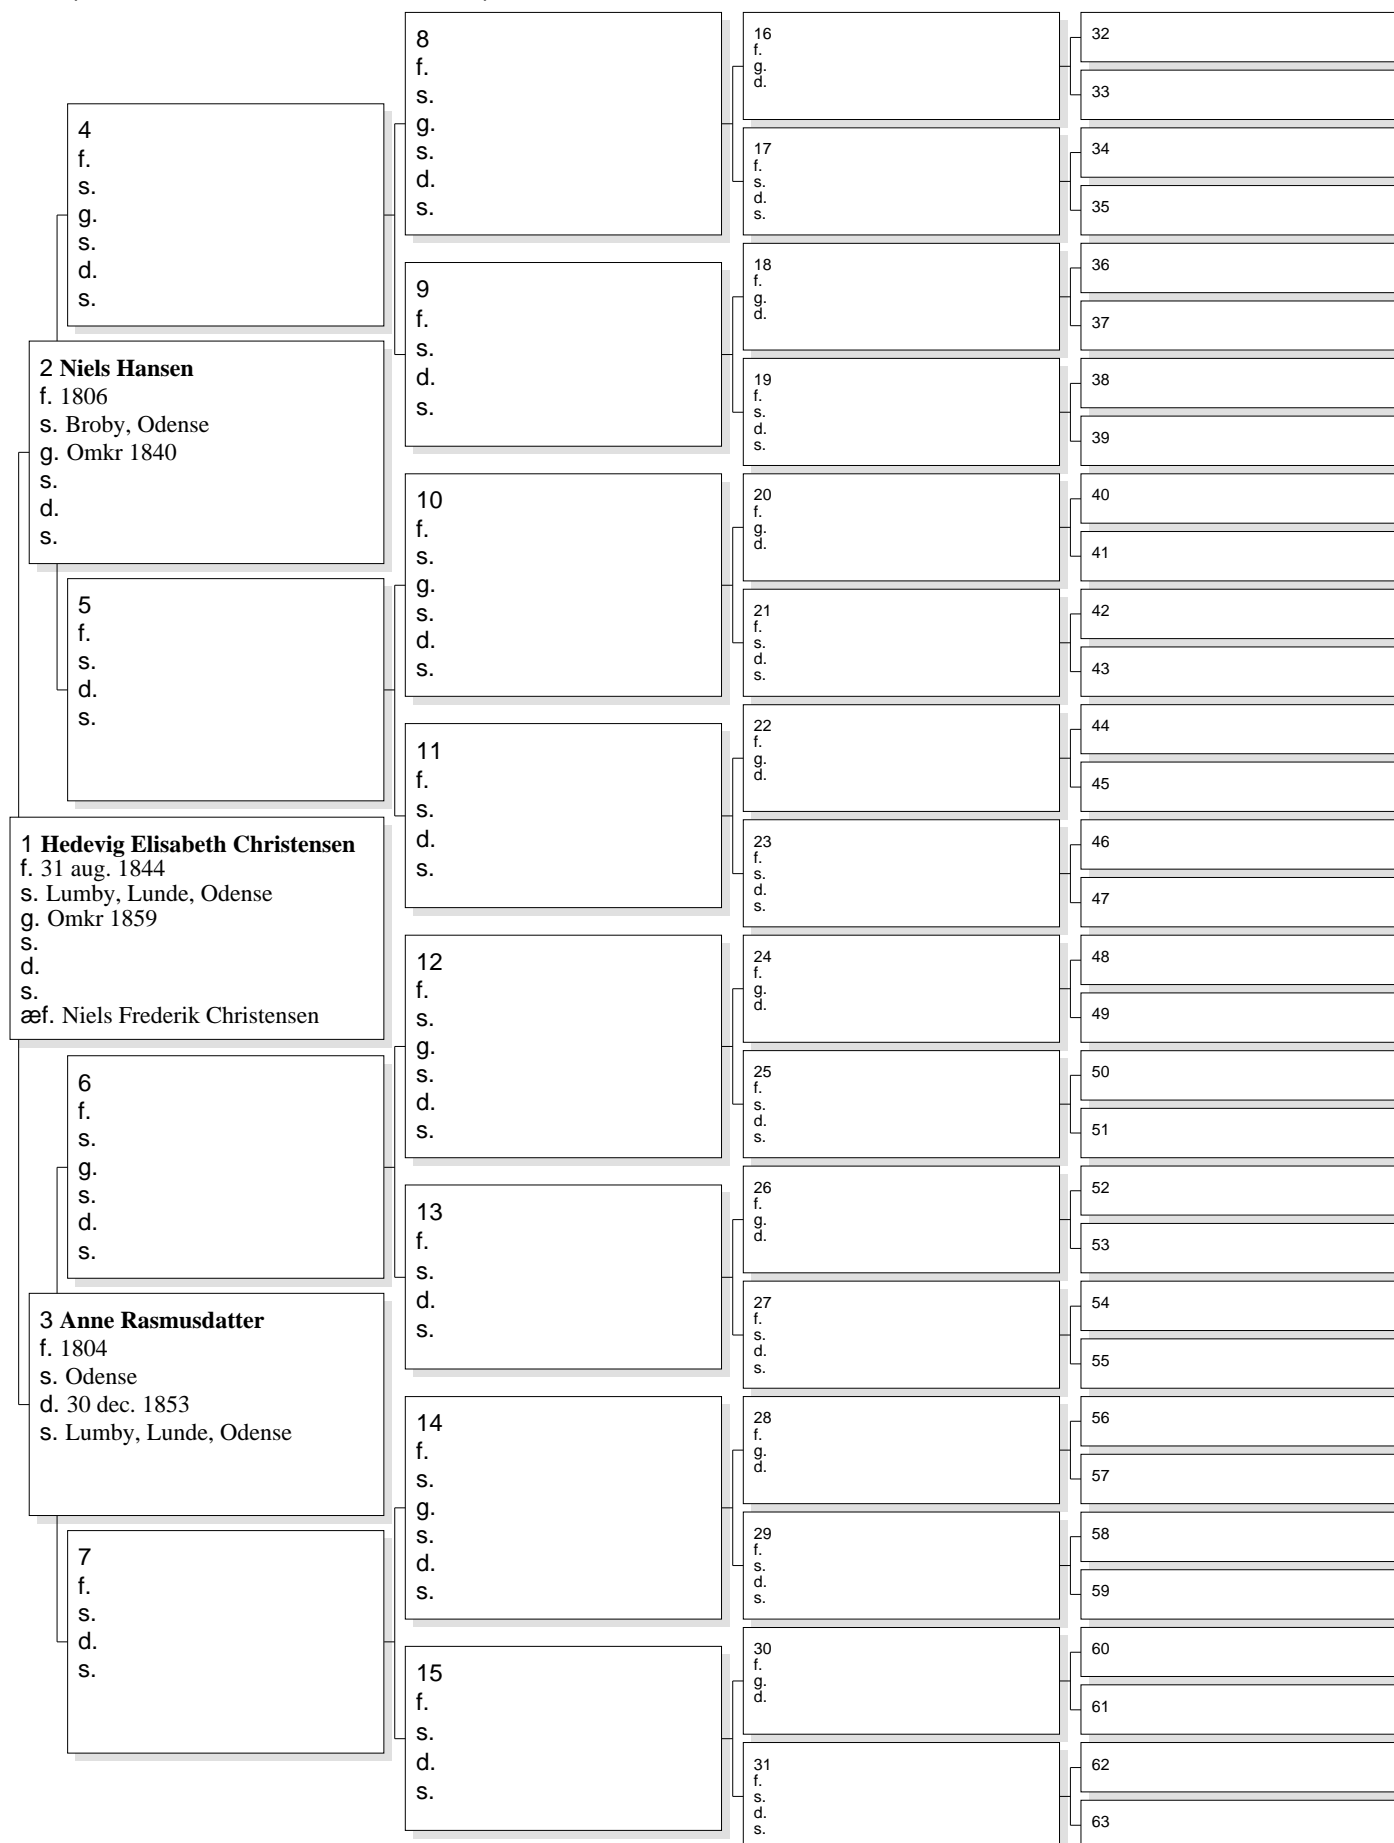 4
f.
s.
g.
s.
d.
s.
2 Niels Hansen
f. 1806
s. Broby, Odense
g. Omkr 1840
s.
d.
s.
5
f.
s.
d.
s.
1 Hedevig Elisabeth Christensen
f. 31 aug. 1844
s. Lumby, Lunde, Odense
g. Omkr 1859
s.
d.
s.
æf. Niels Frederik Christensen
6
f.
s.
g.
s.
d.
s.
3 Anne Rasmusdatter
f. 1804
s. Odense
d. 30 dec. 1853
s. Lumby, Lunde, Odense
7
f.
s.
d.
s.
8
f.
s.
g.
s.
d.
s.
9
f.
s.
d.
s.
10
f.
s.
g.
s.
d.
s.
11
f.
s.
d.
s.
12
f.
s.
g.
s.
d.
s.
13
f.
s.
d.
s.
14
f.
s.
g.
s.
d.
s.
15
f.
s.
d.
s.
16
f.
g.
d.
17
f.
s.
d.
s.
18
f.
g.
d.
19
f.
s.
d.
s.
20
f.
g.
d.
21
f.
s.
d.
s.
22
f.
g.
d.
23
f.
s.
d.
s.
24
f.
g.
d.
25
f.
s.
d.
s.
26
f.
g.
d.
27
f.
s.
d.
s.
28
f.
g.
d.
29
f.
s.
d.
s.
30
f.
g.
d.
31
f.
s.
d.
s.
32
33
34
35
36
37
38
39
40
41
42
43
44
45
46
47
48
49
50
51
52
53
54
55
56
57
58
59
60
61
62
63